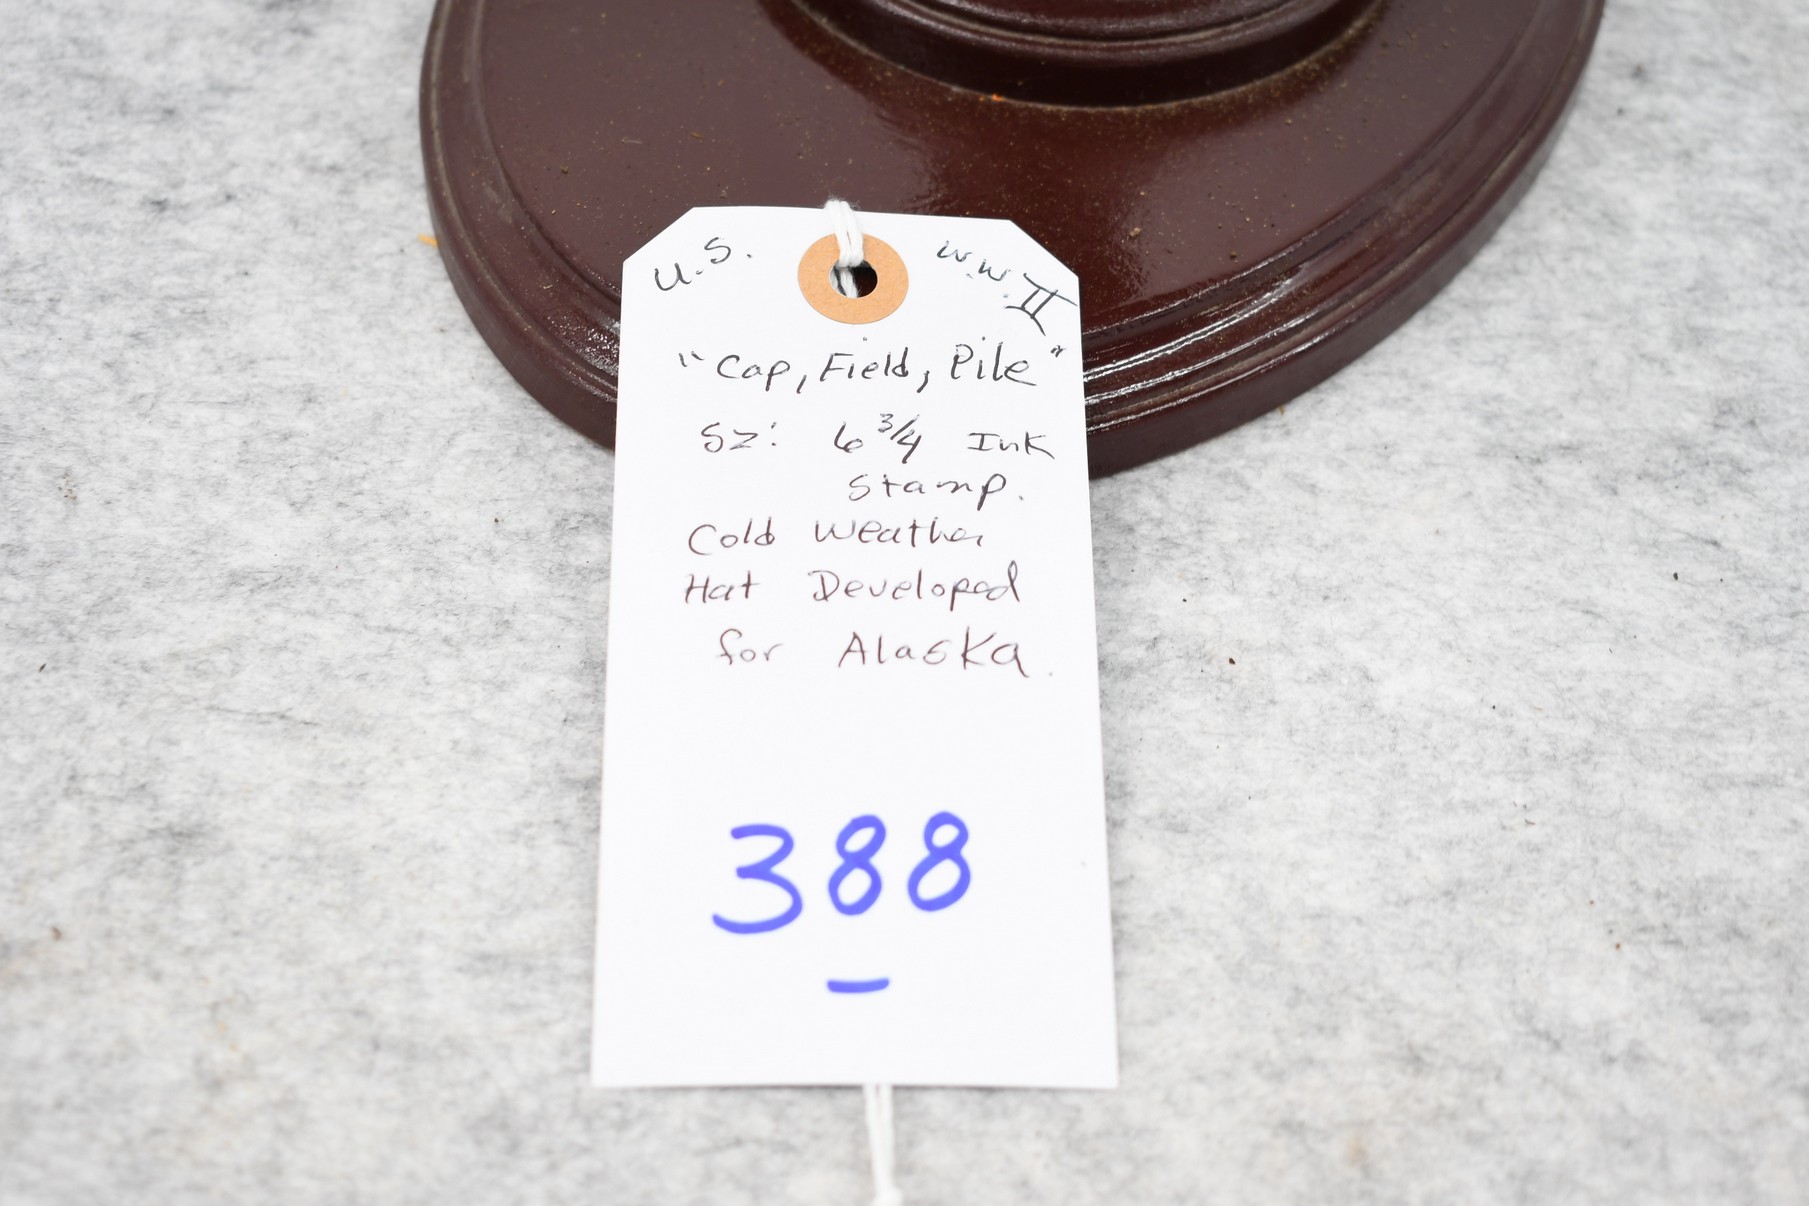 U.S. W.W.II
"Cap, Field, Pile"
SZ: 6 3/4 Ink
Stamp.
Cold Weather
Hat Developed
for Alaska.
388